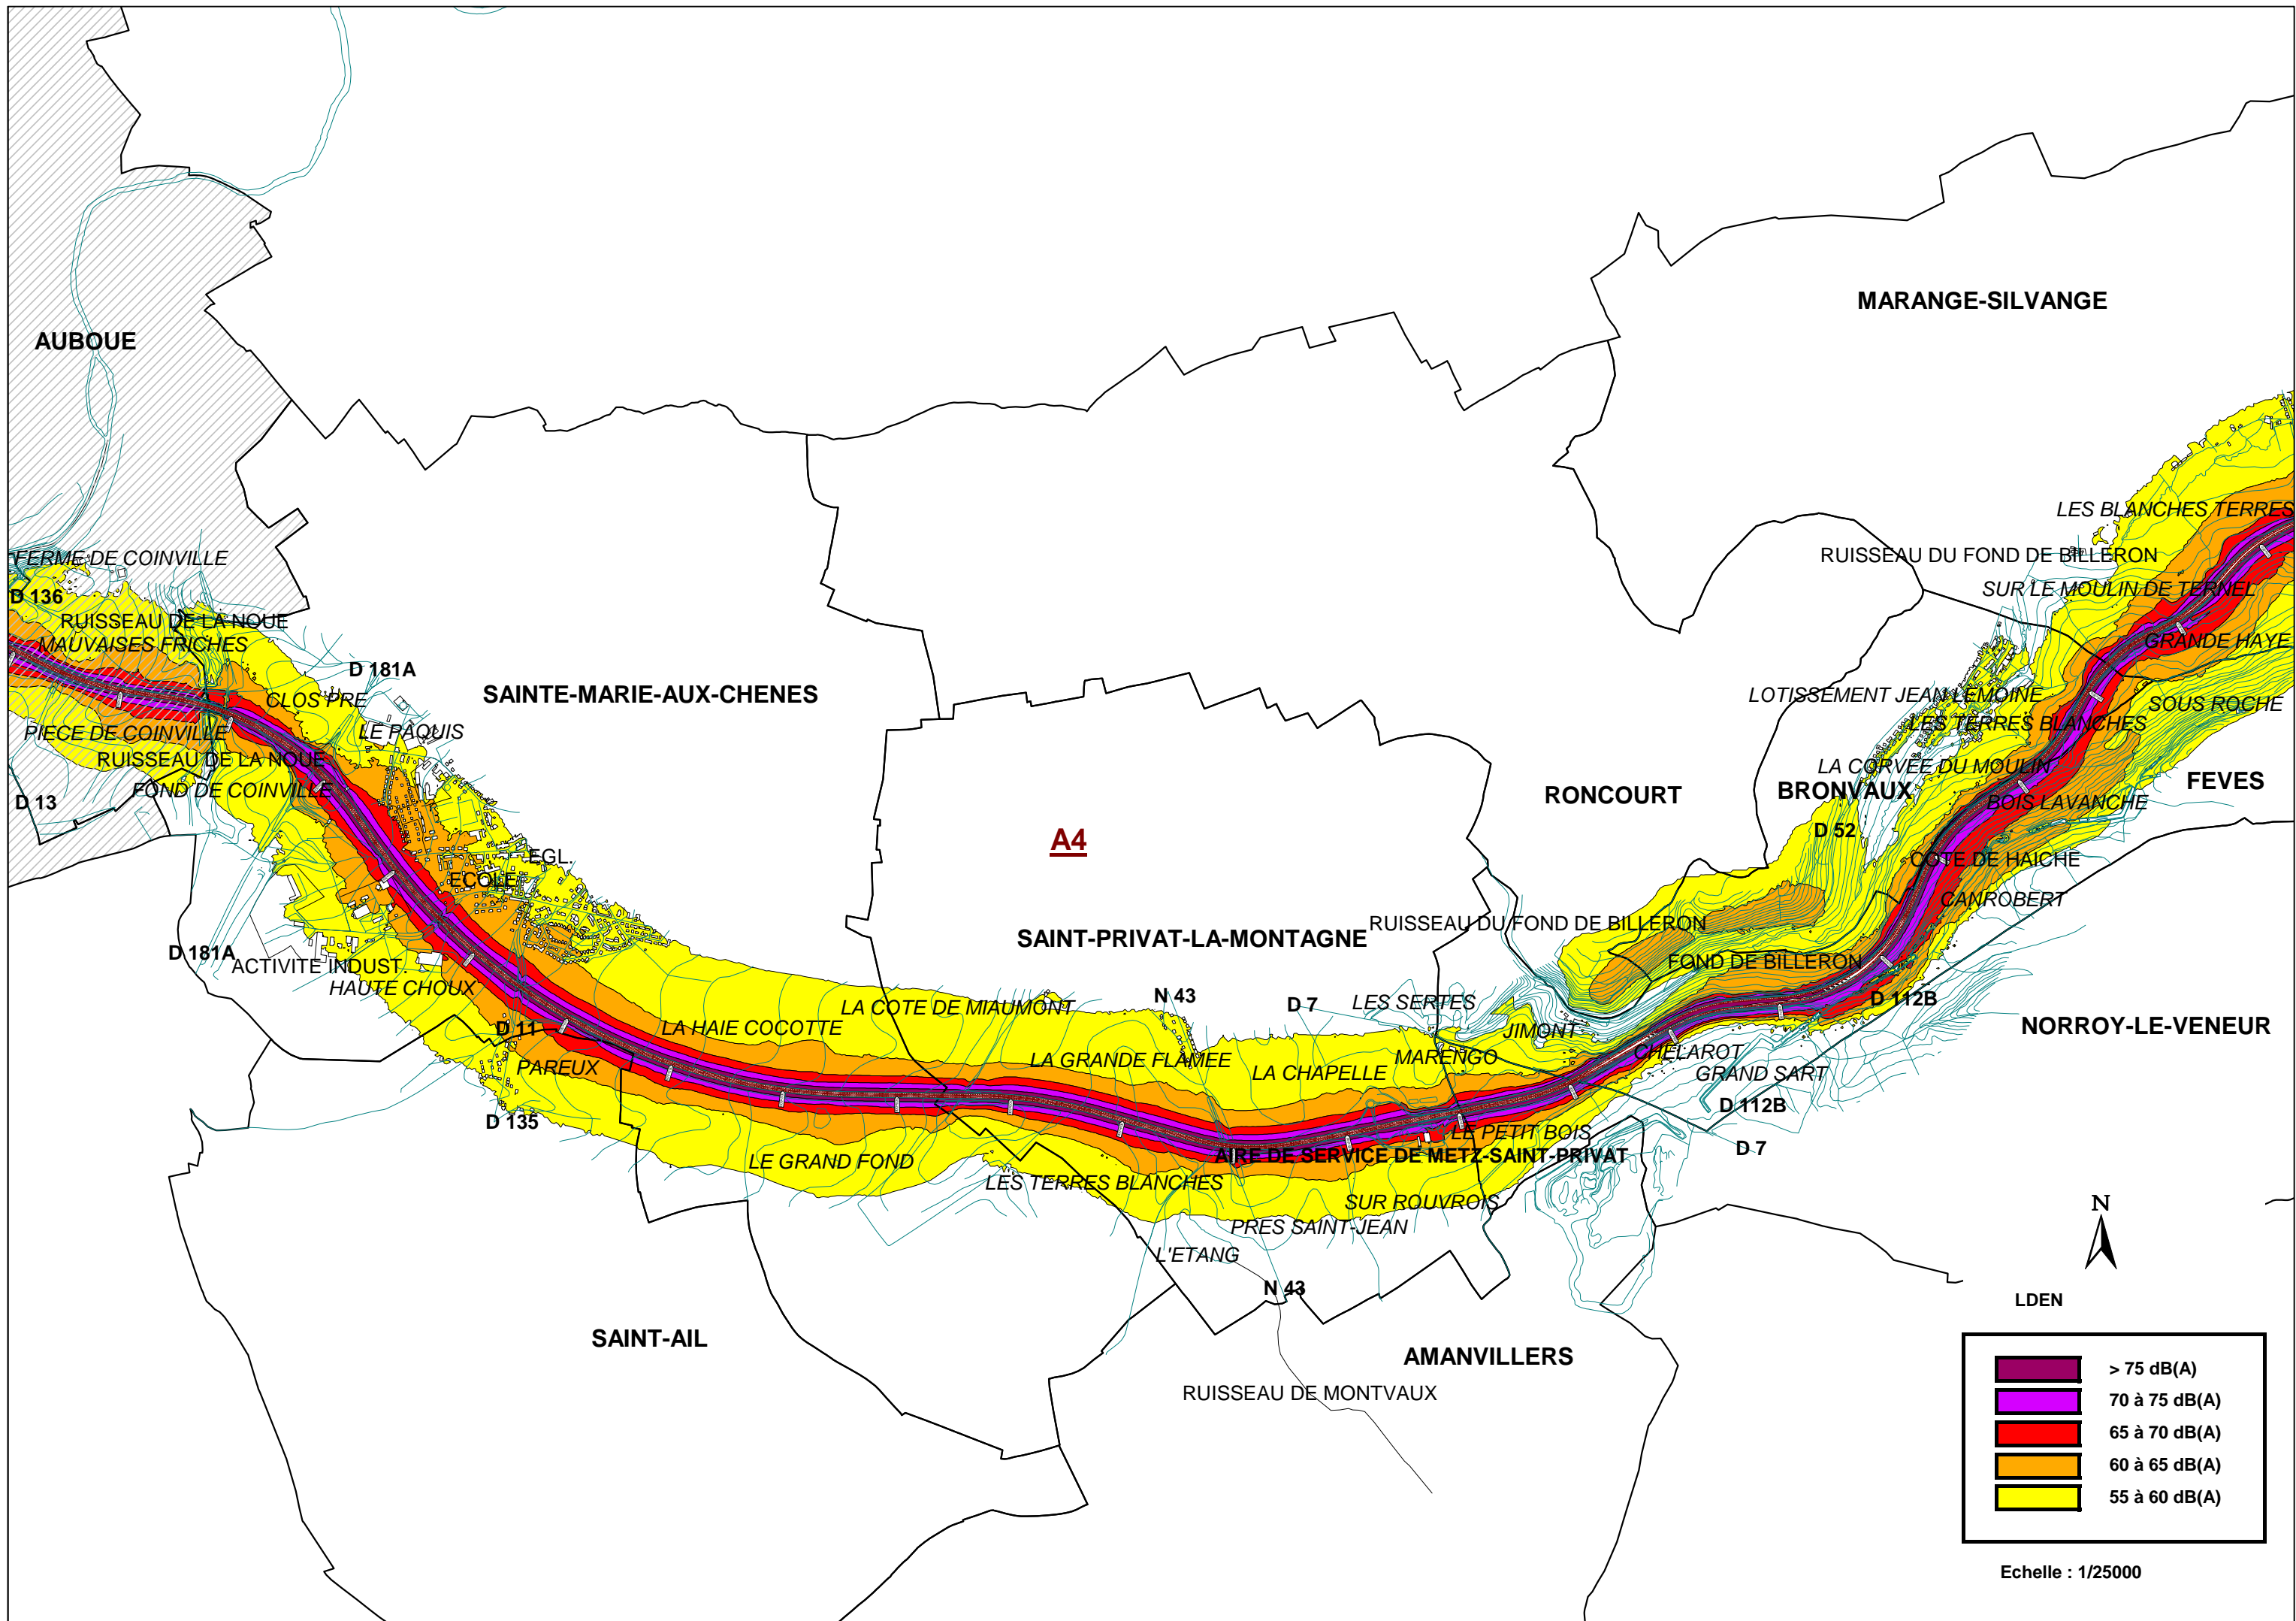 MARANGE-SILVANGE
AUBOUE
LES BLANCHES TERRES
RUISSEAU DU FOND DE BILLERON
FERME DE COINVILLE
SUR LE MOULIN DE TERNEL
D 136
RUISSEAU DE LA NOUE
MAUVAISES FRICHES
GRANDE HAYE
D 181A
SAINTE-MARIE-AUX-CHENES
LOTISSEMENT JEAN LEMOINE
CLOS PRE
SOUS ROCHE
LES TERRES BLANCHES
PIECE DE COINVILLE
LE PAQUIS
RUISSEAU DE LA NOUE
LA CORVEE DU MOULIN
FEVES
FOND DE COINVILLE
RONCOURT
BRONVAUX
D 13
BOIS LAVANCHE
D 52
A4
EGL.
COTE DE HAICHE
ECOLE
CANROBERT
RUISSEAU DU FOND DE BILLERON
SAINT-PRIVAT-LA-MONTAGNE
D 181A
FOND DE BILLERON
ACTIVITE INDUST.
HAUTE CHOUX
N 43
D 7
LES SERTES
D 112B
LA COTE DE MIAUMONT
NORROY-LE-VENEUR
D 11
LA HAIE COCOTTE
JIMONT
CHELAROT
LA GRANDE FLAMEE
MARENGO
PAREUX
LA CHAPELLE
GRAND SART
D 112B
D 135
LE PETIT BOIS
D 7
AIRE DE SERVICE DE METZ-SAINT-PRIVAT
LE GRAND FOND
LES TERRES BLANCHES
SUR ROUVROIS
N
PRES SAINT-JEAN
L'ETANG
N 43
LDEN
SAINT-AIL
AMANVILLERS
> 75 dB(A)
RUISSEAU DE MONTVAUX
70 à 75 dB(A)
65 à 70 dB(A)
60 à 65 dB(A)
55 à 60 dB(A)
Echelle : 1/25000